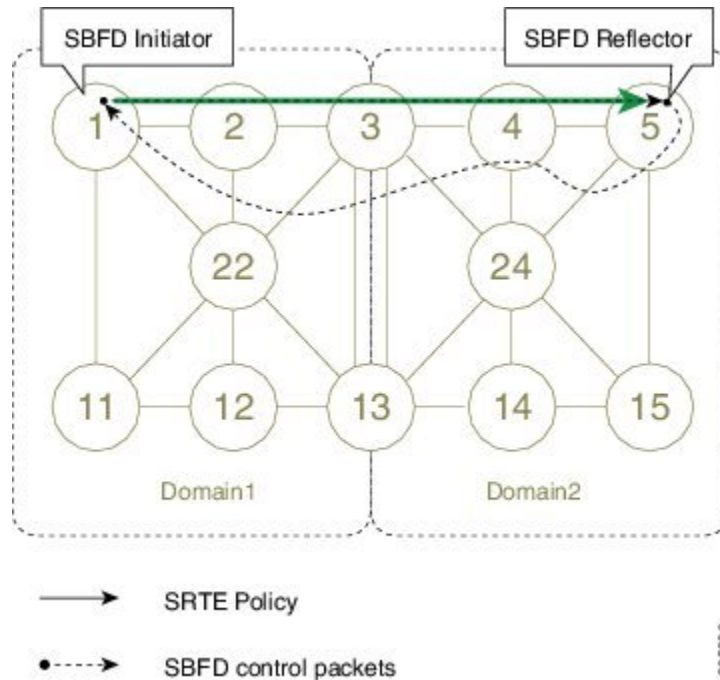 SBFD Initiator
SBFD Reflector
1 2 3 4 5
22 24
11 12 13 14 15
Domain1 Domain2
SRTE Policy
SBFD control packets